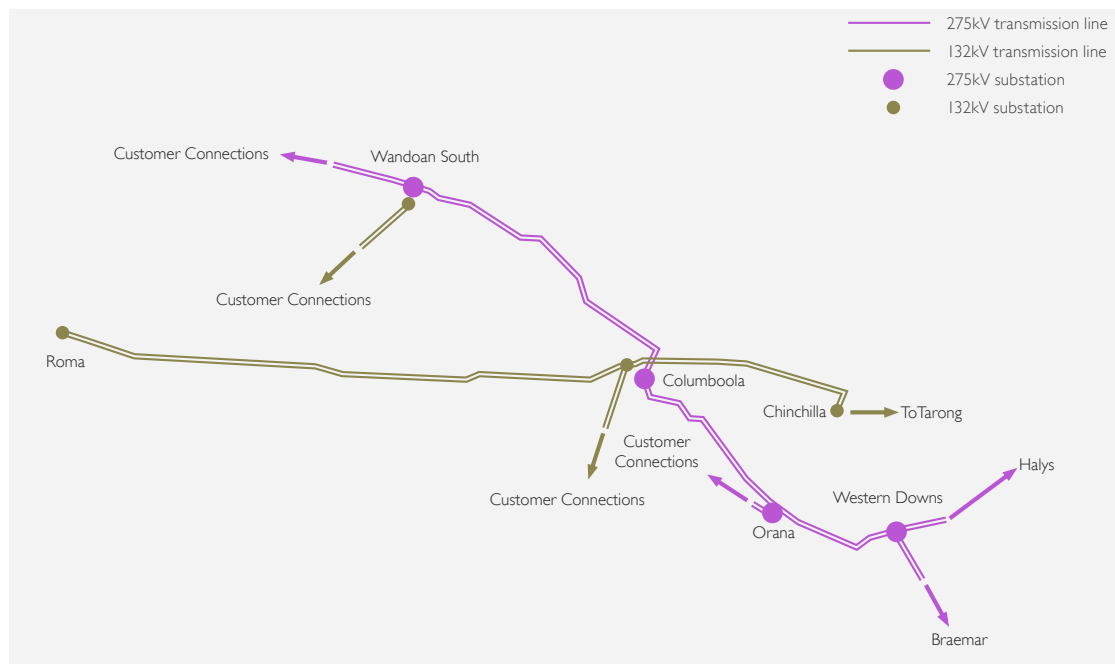 275kV transmission line
132kV transmission line
275kV substation
132kV substation
Customer Connections
Wandoan South
Customer Connections
Roma
Columboola
Chinchilla
ToTarong
Customer
Connections
Customer Connections
Halys
Western Downs
Orana
Braemar